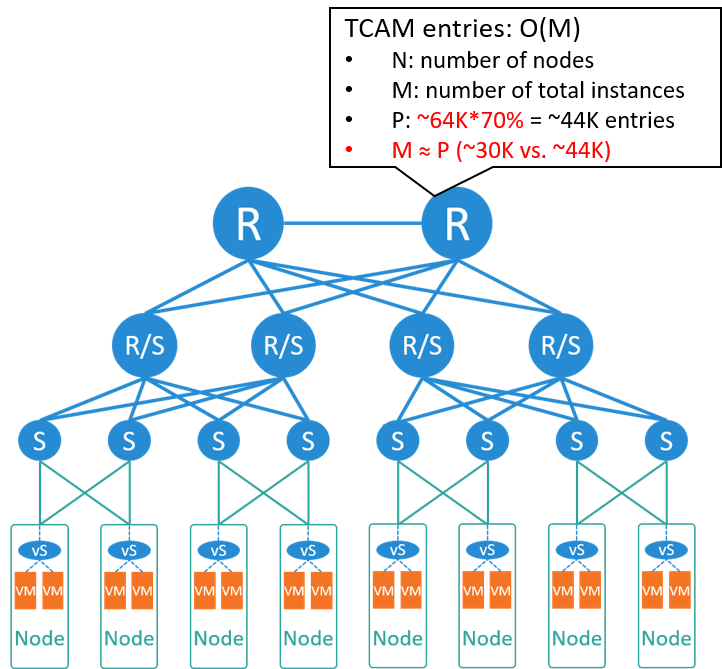 TCAM entries: O(M)
• N: number of nodes
• M: number of total instances
• P: ~64K*70% = ~44K entries
• M ≈ P (~30K vs. ~44K)
R R
R/S R/S R/S R/S
S S S S S S S S
vS vS vS vS vS vS vS vS
VM VM VM VM VM VM VM VM VM VM VM VM VM VM VM VM
Node Node Node Node Node Node Node Node